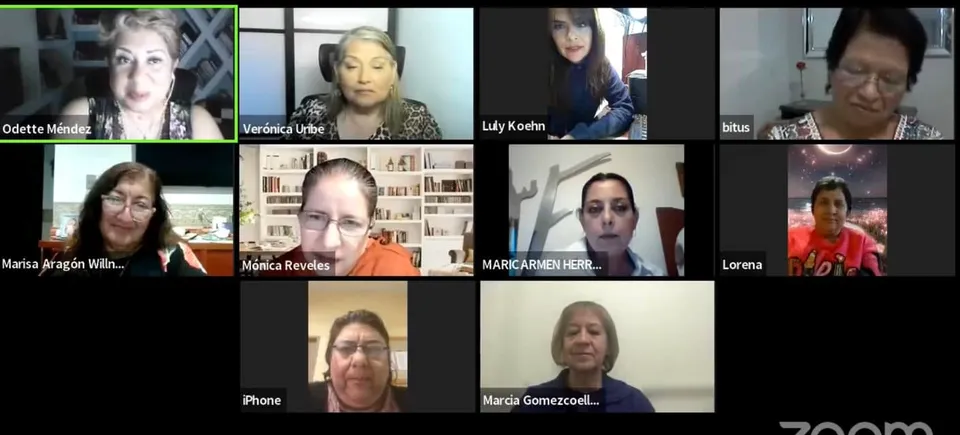 Odette Méndez
Verónica Uribe
Luly Koehn
bitus
Marisa Aragón Willn...
Mónica Reveles
MARICARMEN HERR...
Lorena
iPhone
Marcia Gomezcoell...
zoom